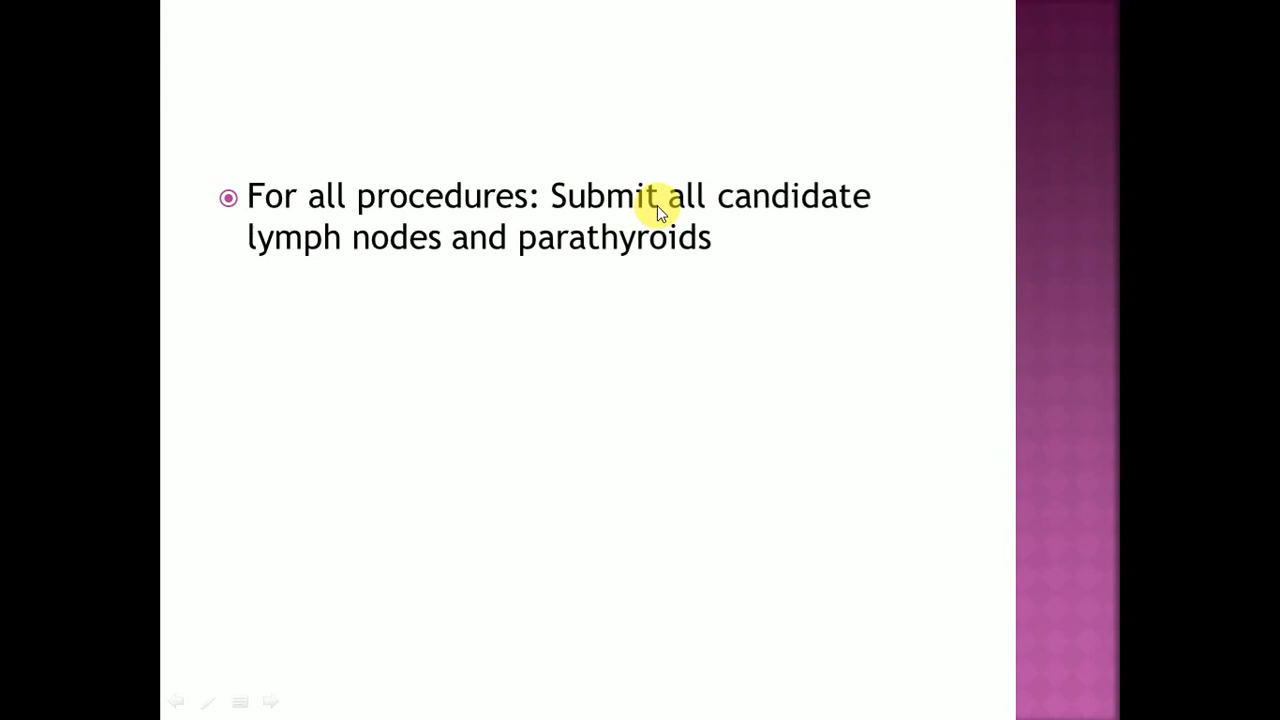 For all procedures: Submit all candidate
lymph nodes and parathyroids